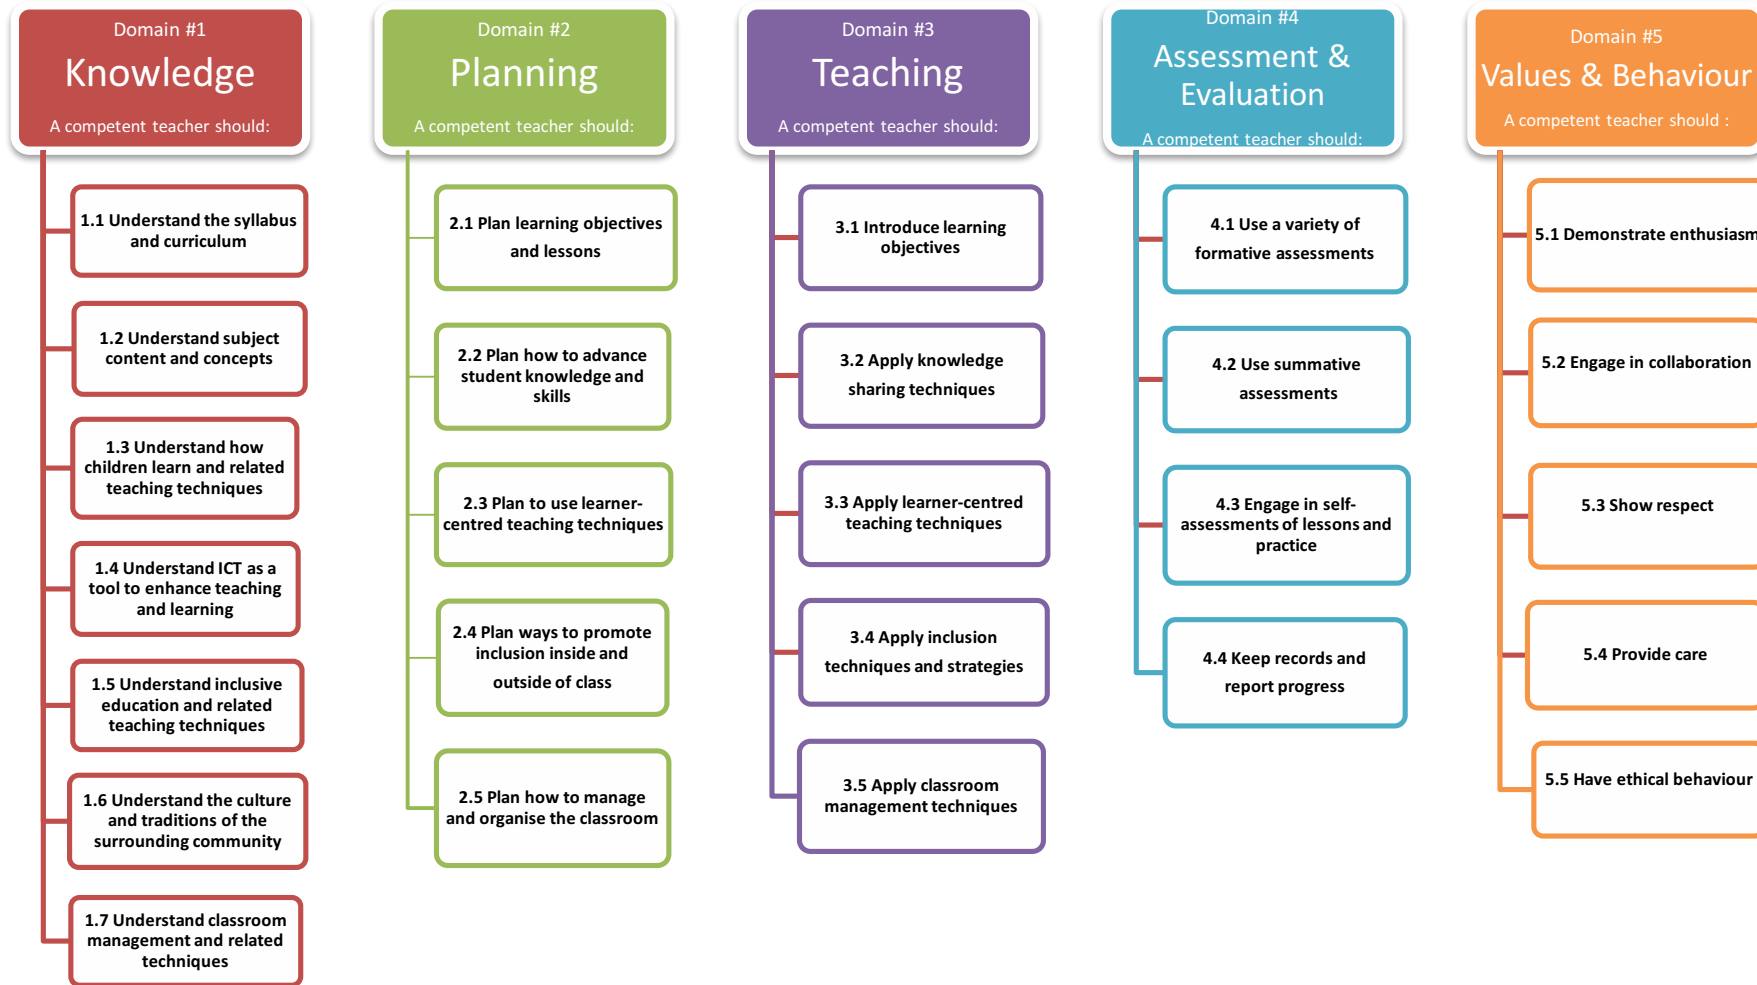 Domain #1
Knowledge
A competent teacher should:
1.1 Understand the syllabus
and curriculum
1.2 Understand subject
content and concepts
1.3 Understand how
children learn and related
teaching techniques
1.4 Understand ICT as a
tool to enhance teaching
and learning
1.5 Understand inclusive
education and related
teaching techniques
1.6 Understand the culture
and traditions of the
surrounding community
1.7 Understand classroom
management and related
techniques
Domain #2
Planning
A competent teacher should:
2.1 Plan learning objectives
and lessons
2.2 Plan how to advance
student knowledge and
skills
2.3 Plan to use learner-
centred teaching techniques
2.4 Plan ways to promote
inclusion inside and
outside of class
2.5 Plan how to manage
and organise the classroom
Domain #3
Teaching
A competent teacher should:
3.1 Introduce learning
objectives
3.2 Apply knowledge
sharing techniques
3.3 Apply learner-centred
teaching techniques
3.4 Apply inclusion
techniques and strategies
3.5 Apply classroom
management techniques
Domain #4
Assessment &
Evaluation
A competent teacher should:
4.1 Use a variety of
formative assessments
4.2 Use summative
assessments
4.3 Engage in self-
assessments of lessons and
practice
4.4 Keep records and
report progress
Domain #5
Values & Behaviour
A competent teacher should :
5.1 Demonstrate enthusiasm
5.2 Engage in collaboration
5.3 Show respect
5.4 Provide care
5.5 Have ethical behaviour